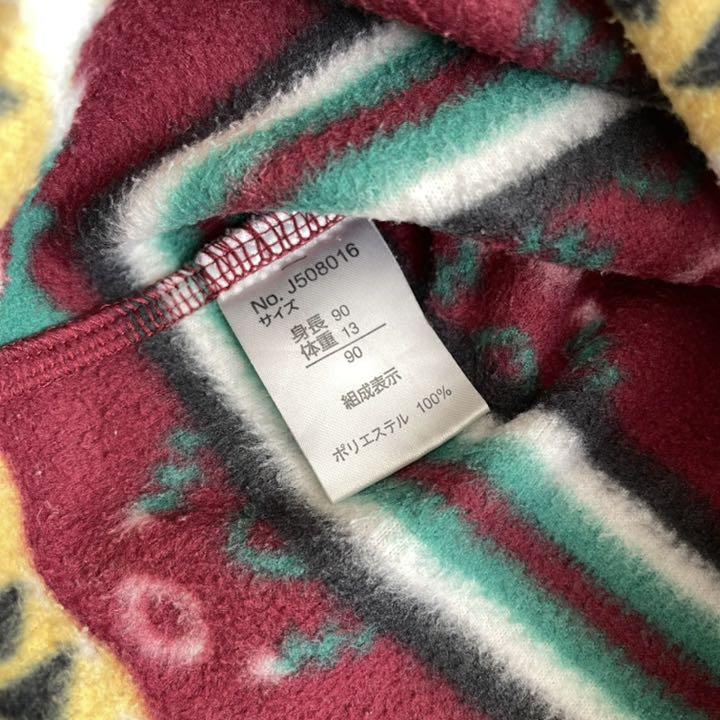 No. J508016
サイズ
身長 90
体重 13
90
組成表示
ポリエステル 100%